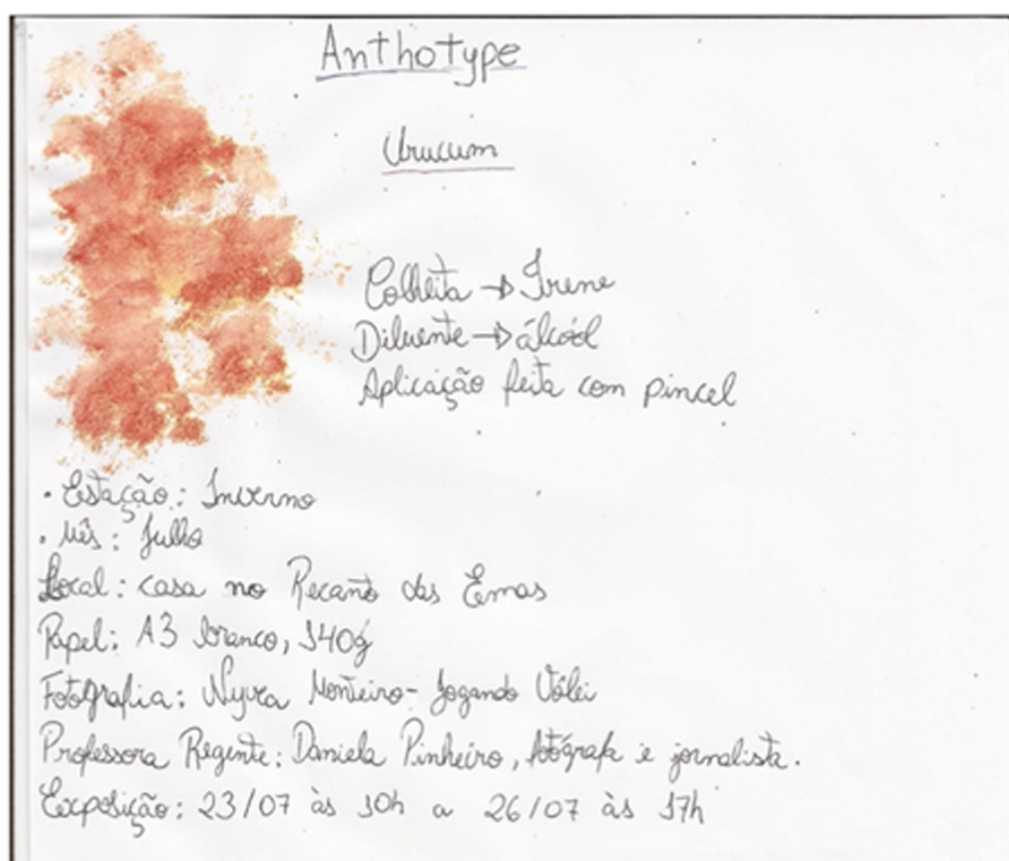 Anthotype
Urucum
Colheita → Irene
Diluente → álcoól
Aplicação feita com pincel
• Estação: Inverno
• Mês: Julho
Local: casa no Recanto das Emas
Papel: A3 branco, 140g
Fotografia: Nyvra Monteiro - Jogando Vôlei
Professora Regente: Daniela Pinheiro, fotógrafa e jornalista.
Exposição: 23/07 às 10h a 26/07 às 17h